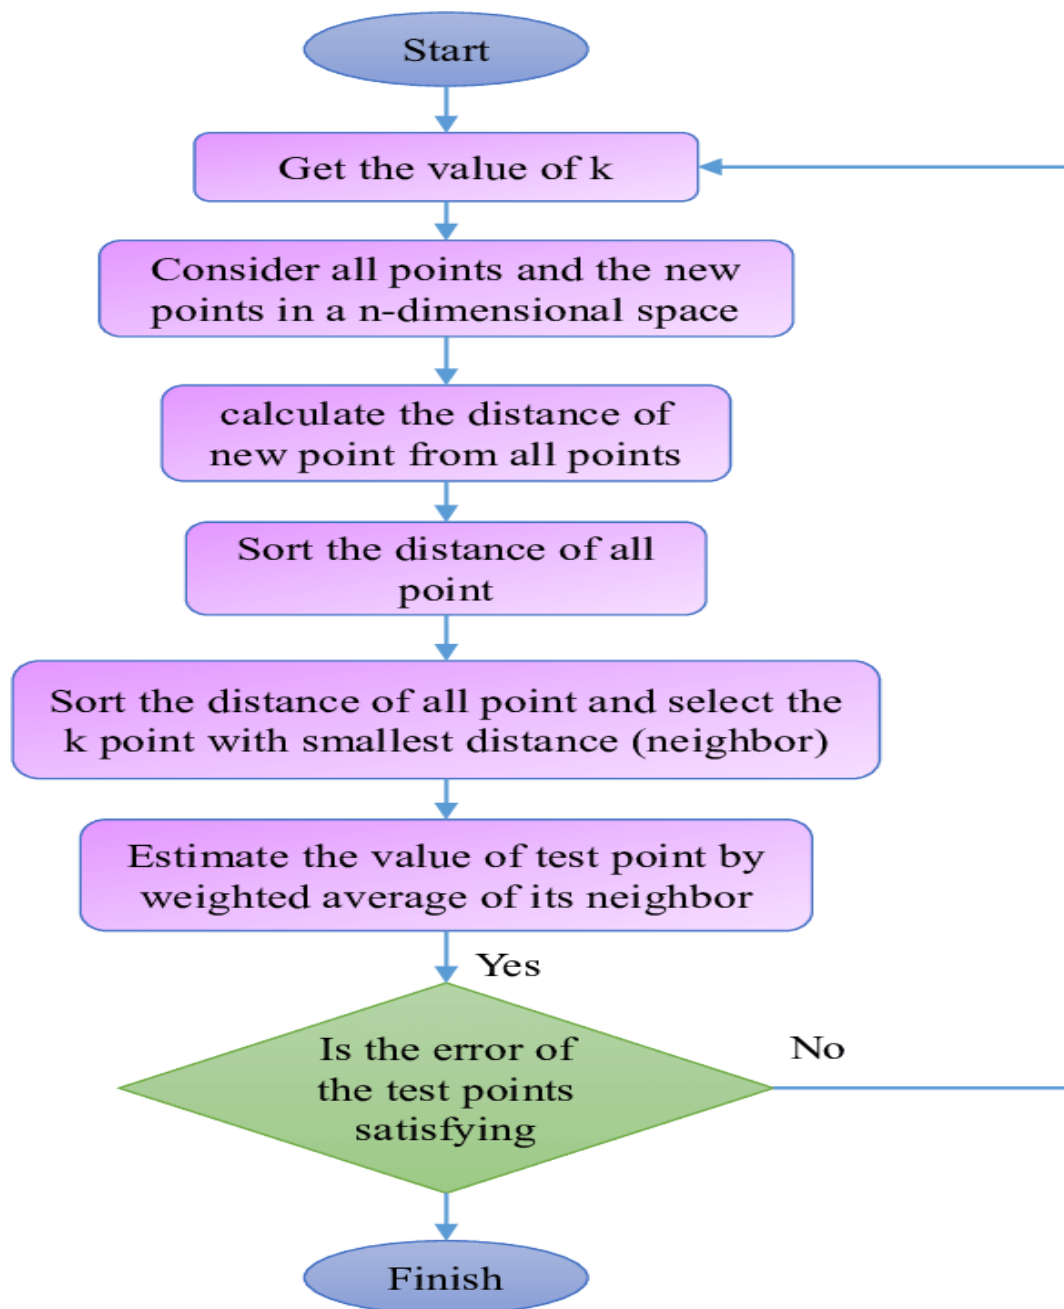 Start
Get the value of k
Consider all points and the new
points in a n-dimensional space
calculate the distance of
new point from all points
Sort the distance of all
point
Sort the distance of all point and select the
k point with smallest distance (neighbor)
Estimate the value of test point by
weighted average of its neighbor
Yes
Is the error of
the test points
satisfying
No
Finish